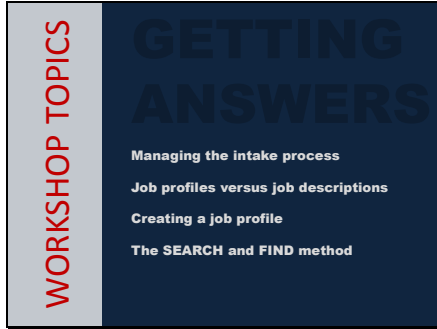 WORKSHOP TOPICS
GETTING
ANSWERS
Managing the intake process
Job profiles versus job descriptions
Creating a job profile
The SEARCH and FIND method